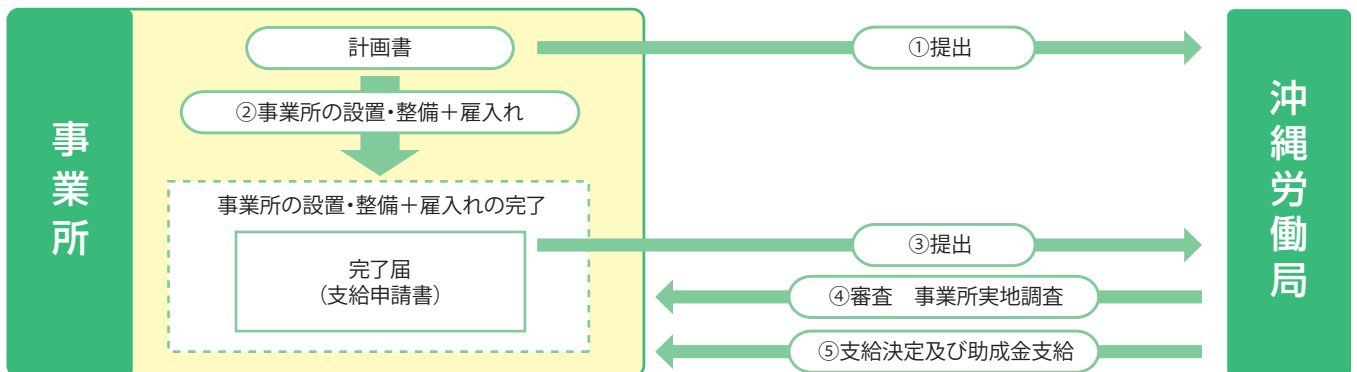 事業所
計画書
①提出
②事業所の設置・整備＋雇入れ
事業所の設置・整備＋雇入れの完了
完了届
（支給申請書）
③提出
④審査　事業所実地調査
⑤支給決定及び助成金支給
沖縄労働局